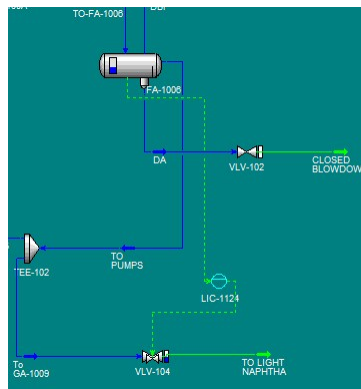 TO-FA-1006
FA-1006
DA
VLV-102
CLOSED
BLOWDOW
TO
PUMPS
TEE-102
LIC-1124
To
GA-1009
VLV-104
TO LIGHT
NAPHTHA